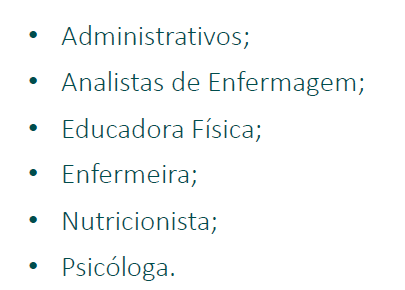 • Administrativos;
• Analistas de Enfermagem;
• Educadora Física;
• Enfermeira;
• Nutricionista;
• Psicóloga.